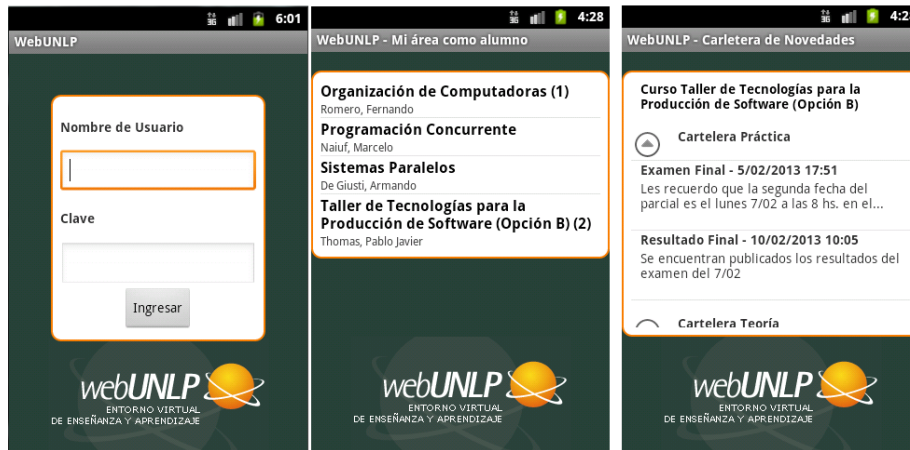 3G 6:01
WebUNLP
Nombre de Usuario
Clave
Ingresar
webUNLP
ENTORNO VIRTUAL
DE ENSEÑANZA Y APRENDIZAJE
3G 4:28
WebUNLP - Mi área como alumno
Organización de Computadoras (1)
Romero, Fernando
Programación Concurrente
Naiuf, Marcelo
Sistemas Paralelos
De Giusti, Armando
Taller de Tecnologías para la
Producción de Software (Opción B) (2)
Thomas, Pablo Javier
webUNLP
ENTORNO VIRTUAL
DE ENSEÑANZA Y APRENDIZAJE
3G 4:2
WebUNLP - Carletera de Novedades
Curso Taller de Tecnologías para la
Producción de Software (Opción B)
Cartelera Práctica
Examen Final - 5/02/2013 17:51
Les recuerdo que la segunda fecha del
parcial es el lunes 7/02 a las 8 hs. en el...
Resultado Final - 10/02/2013 10:05
Se encuentran publicados los resultados del
examen del 7/02
Cartelera Teoría
webUNLP
ENTORNO VIRTUAL
DE ENSEÑANZA Y APRENDIZAJE